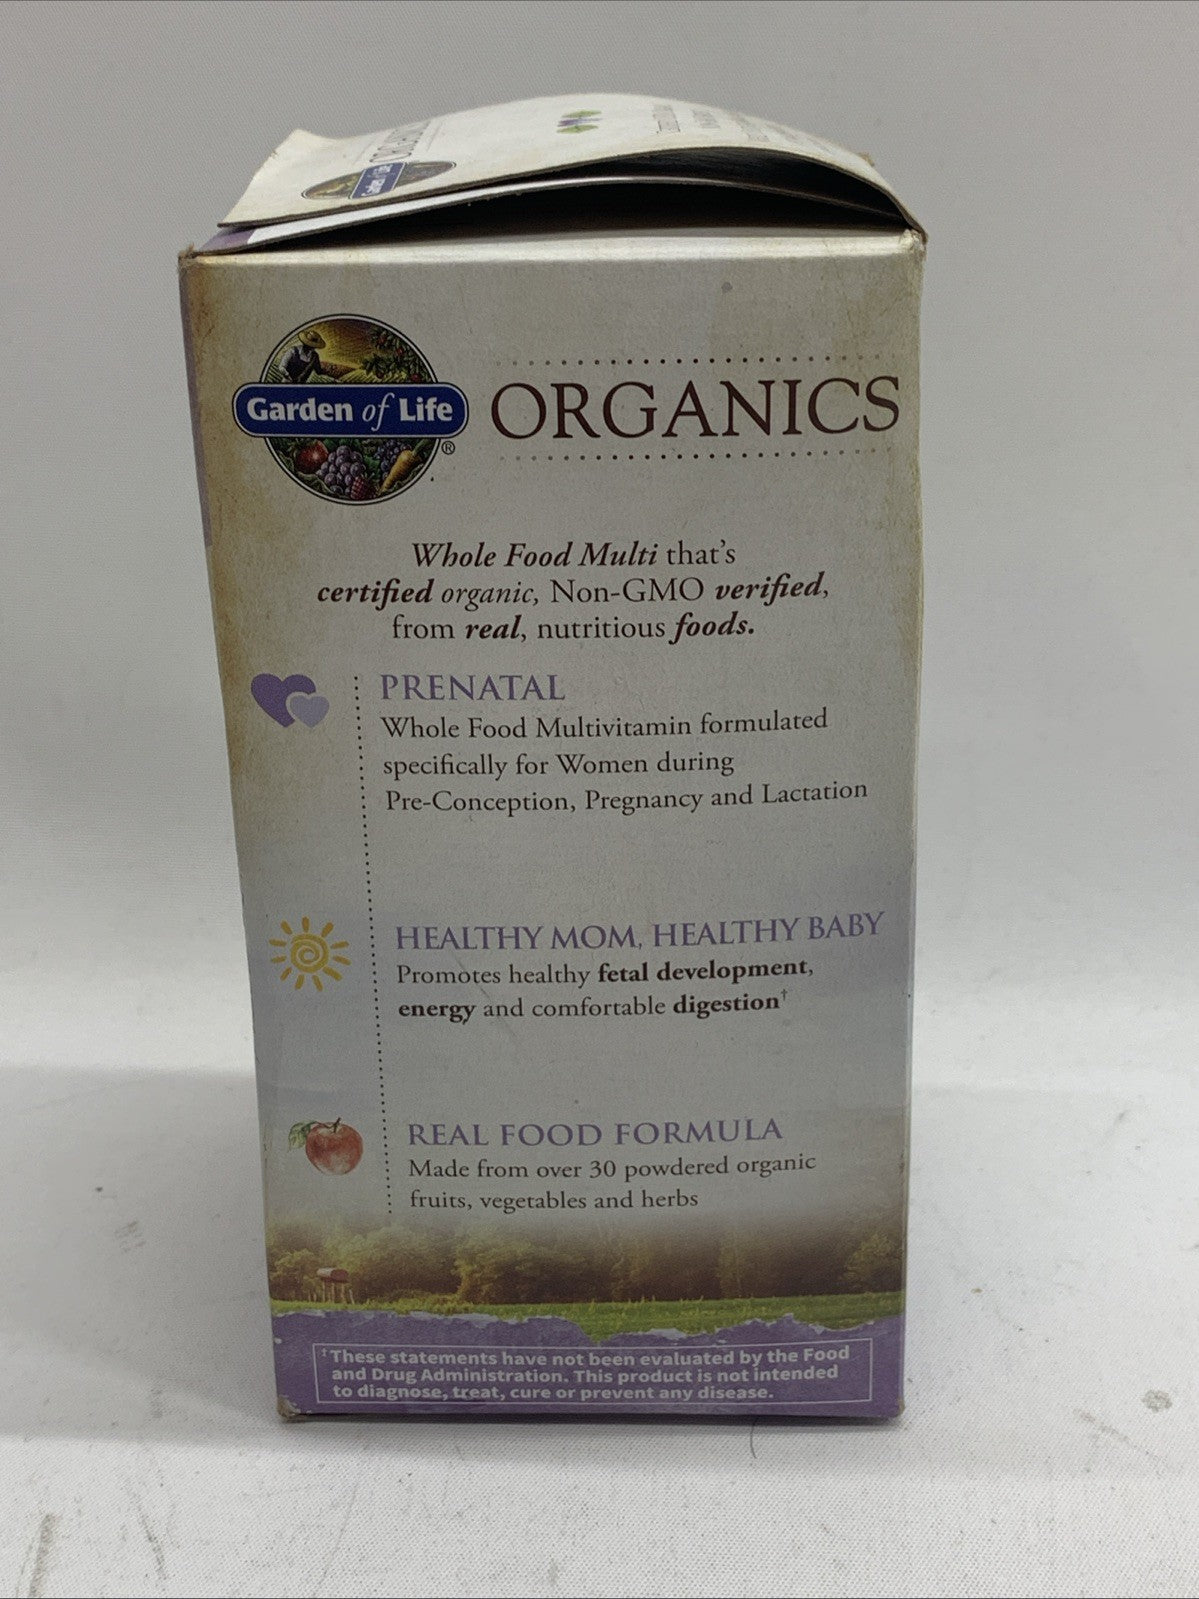 ORGANICS
Garden of Life
Garden of Life
®
ORGANICS
Whole Food Multi that's
certified organic, Non-GMO verified,
from real, nutritious foods.
PRENATAL
Whole Food Multivitamin formulated
specifically for Women during
Pre-Conception, Pregnancy and Lactation
HEALTHY MOM, HEALTHY BABY
Promotes healthy fetal development,
energy and comfortable digestion†
REAL FOOD FORMULA
Made from over 30 powdered organic
fruits, vegetables and herbs
†These statements have not been evaluated by the Food
and Drug Administration. This product is not intended
to diagnose, treat, cure or prevent any disease.